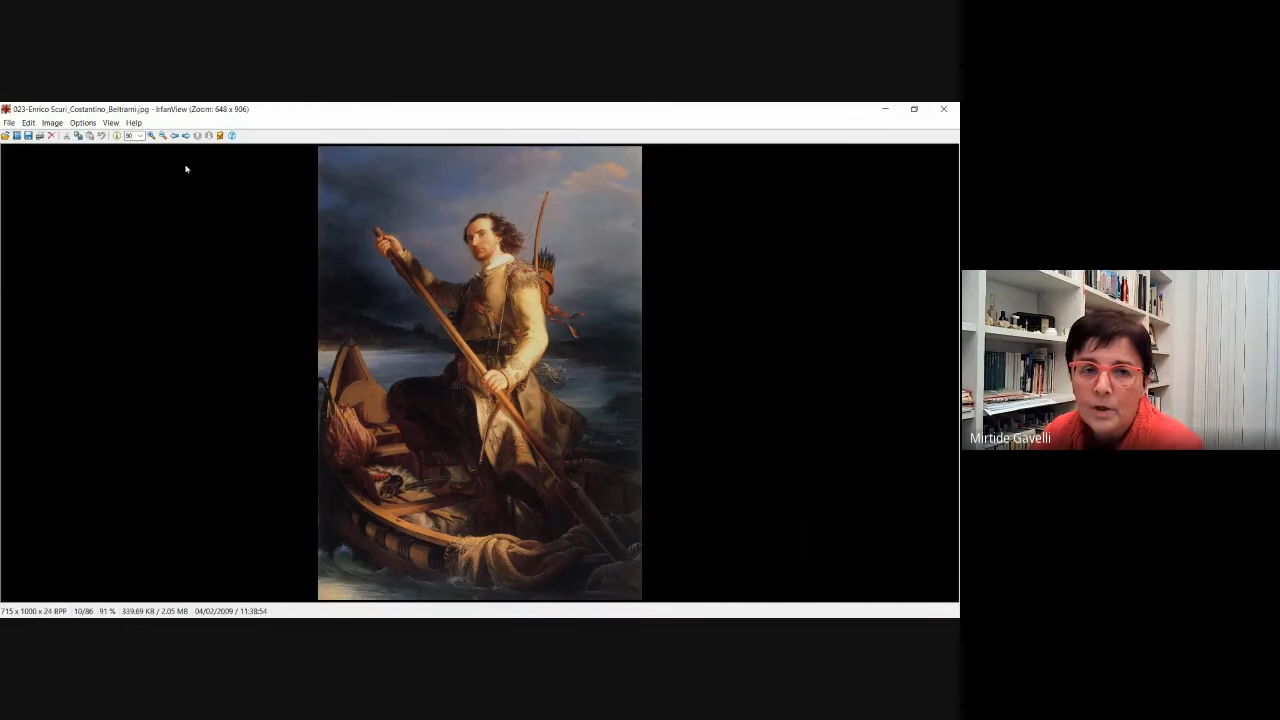 023-Enrico Scuri_Costantino_Beltrami.jpg - IrfanView (Zoom: 648 x 906)
File Edit Image Options View Help
90
Mirtide Gavelli
715 x 1000 x 24 BPP 10/86 91 % 339.69 KB / 2.05 MB 04/02/2009 / 11:38:54